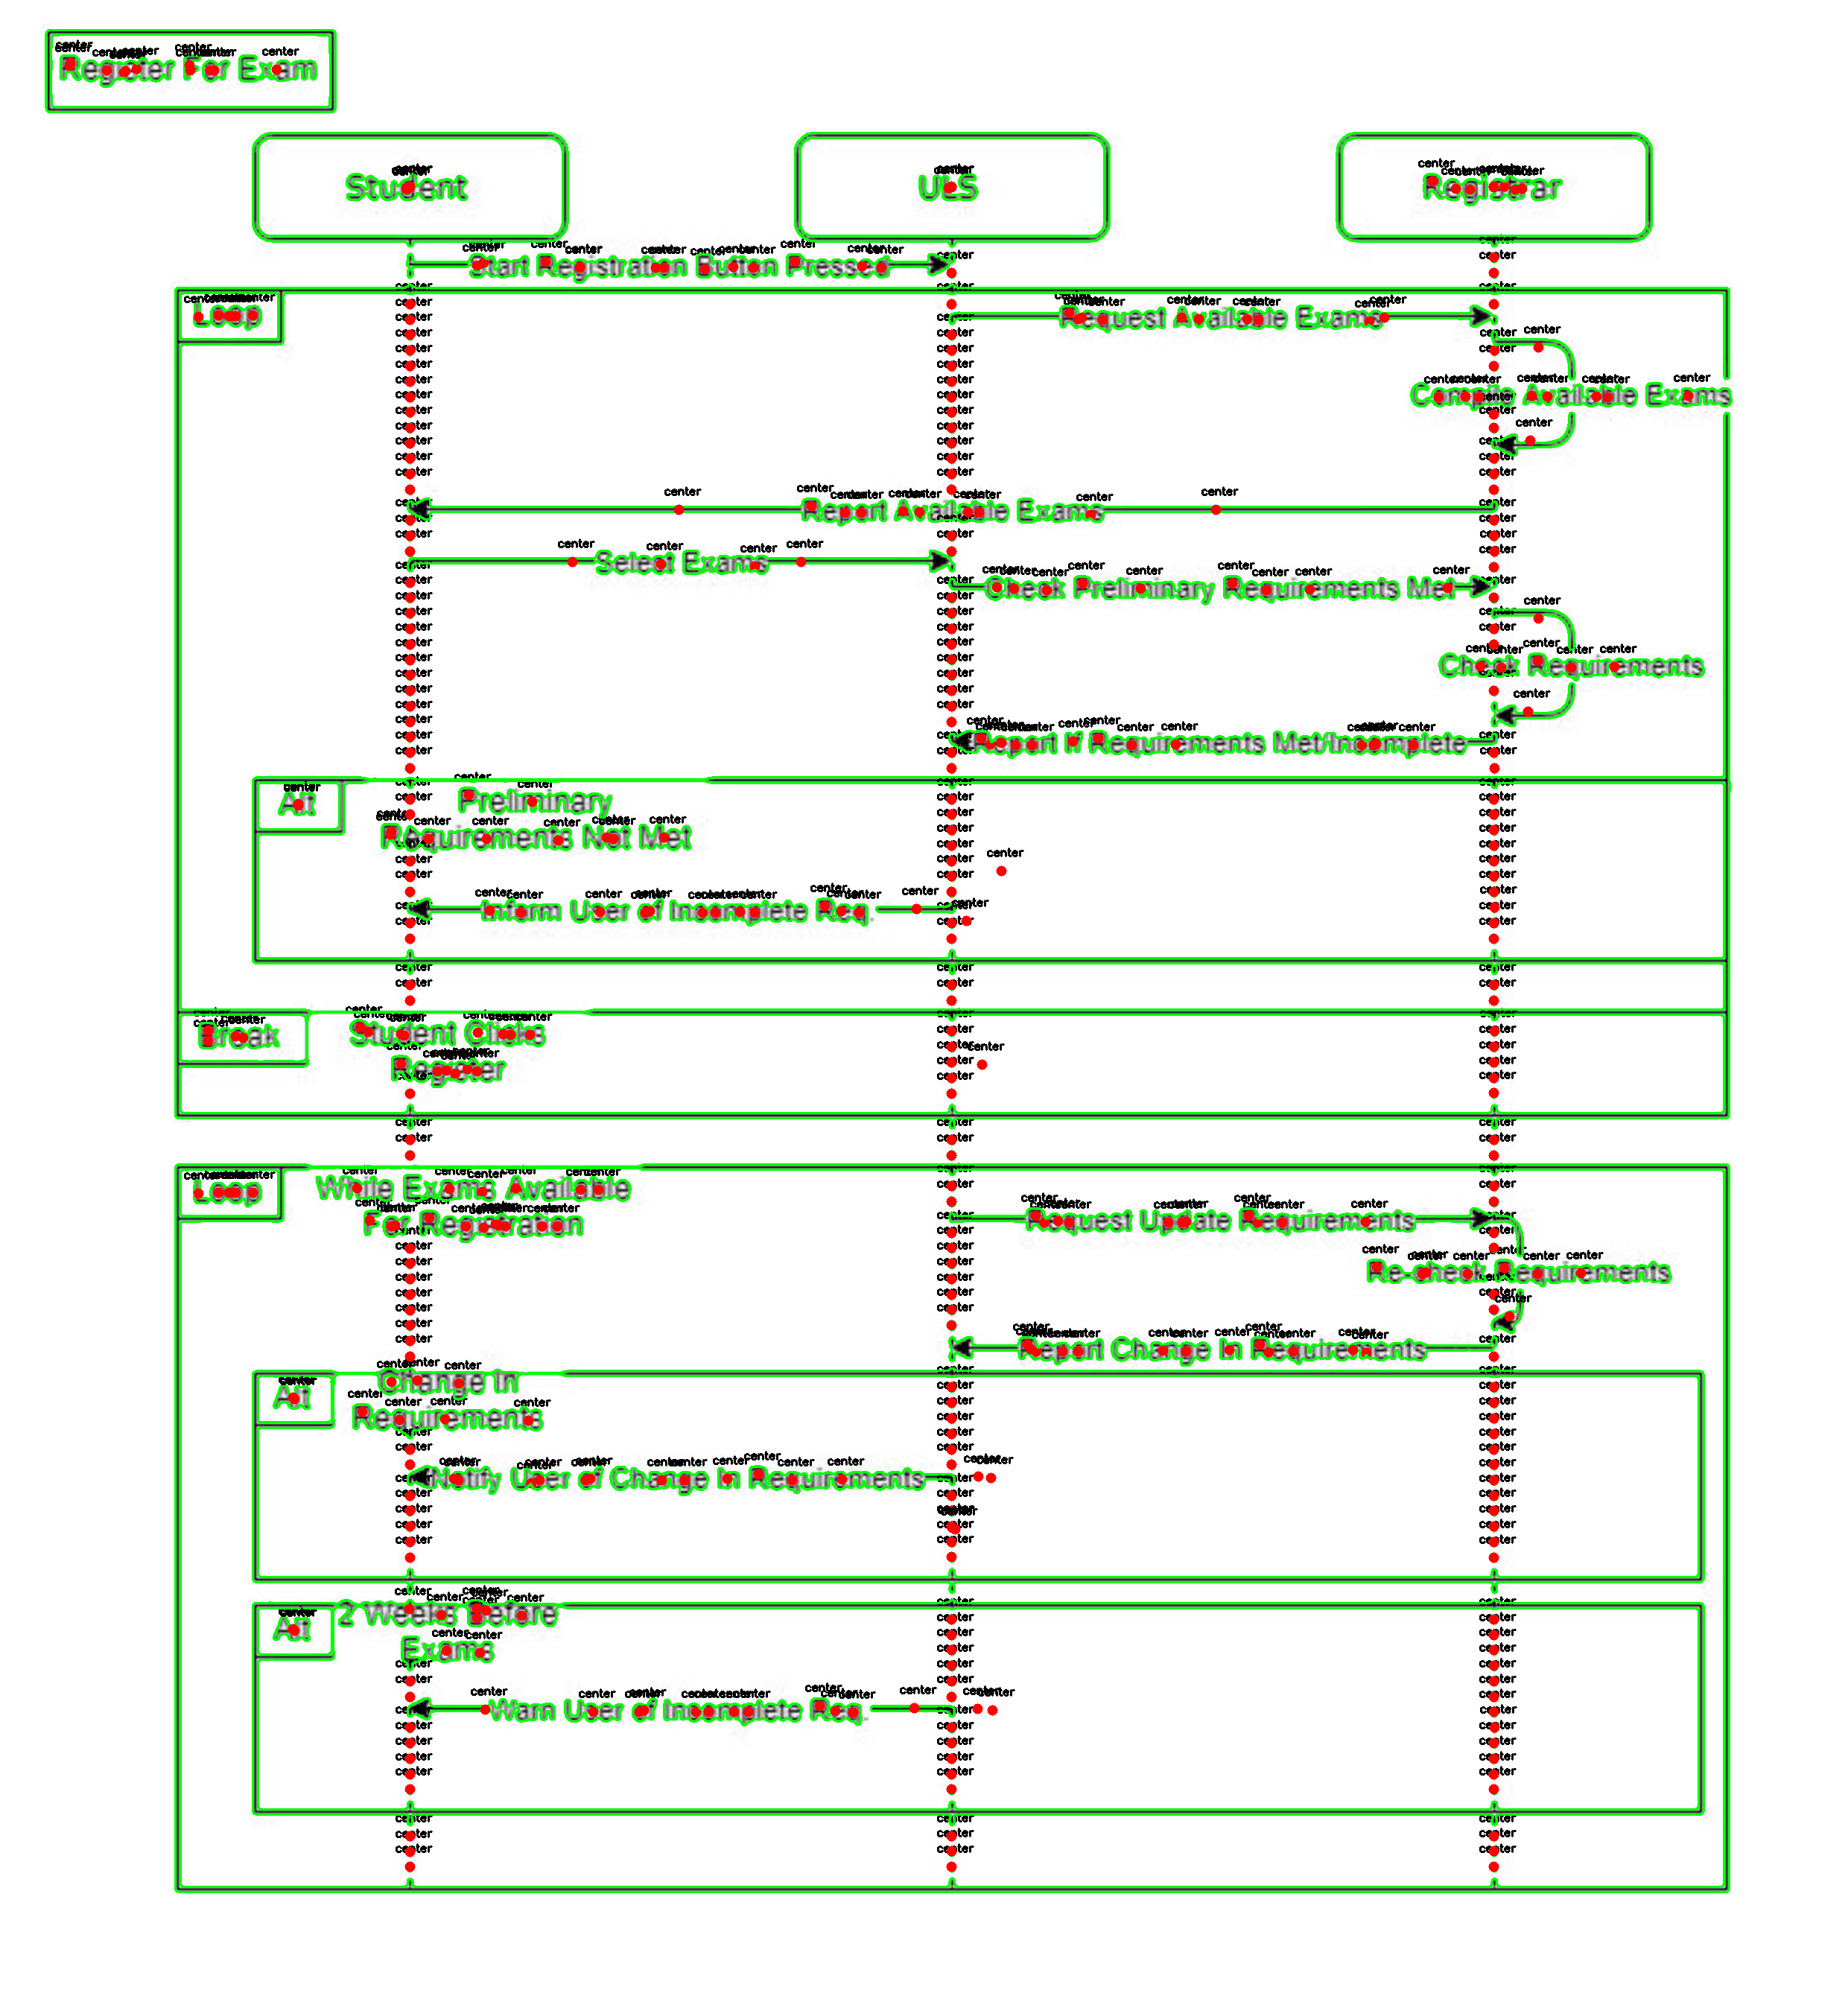 Register For Exam
Student
ULS
Registrar
Start Registration Button Pressed
Loop
Request Available Exams
Compile Available Exams
Report Available Exams
Select Exams
Check Preliminary Requirements Met
Check Requirements
Report If Requirements Met/Incomplete
Alt
Preliminary
Requirements Not Met
Inform User of Incomplete Req.
Break
Student Clicks
Register
Loop
While Exams Available
For Registration
Request Update Requirements
Re-check Requirements
Report Change In Requirements
Alt
Change In
Requirements
Notify User of Change In Requirements
Alt
2 Weeks Before
Exams
Warn User of Incomplete Req.